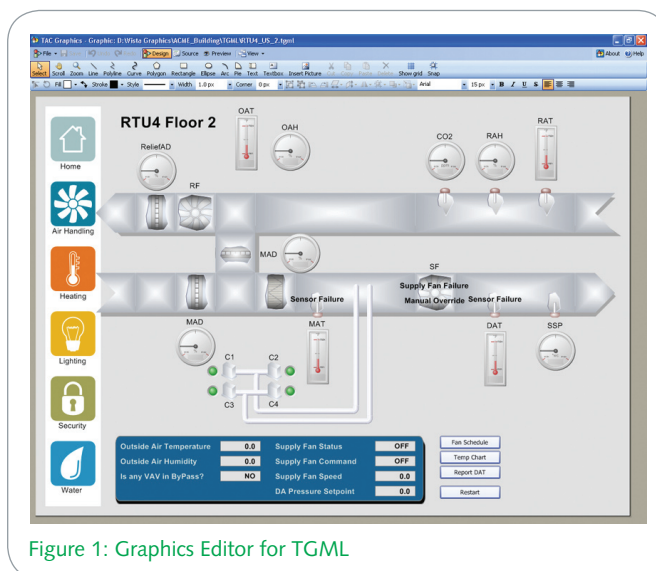 TAC Graphics - Graphic: D:\Vista Graphics\ACME_Building\TGML\RTU4_US_2.tgml
File Design Source Preview View About Help
Select Scroll Zoom Line Polyline Curve Polygon Rectangle Ellipse Arc Pie Text Textbox Insert Picture Cut Copy Paste Delete Show grid Snap
Fill Stroke Style Width 1.0 px Corner 0 px Arial 15 px B I U S
RTU4 Floor 2
OAT
OAH
RAT
CO2
RAH
ReliefAD
RF
Home
Air Handling
MAD
SF
Supply Fan Failure
Sensor Failure
Manual Override
Sensor Failure
Heating
MAD
MAT
DAT
SSP
C1
C2
C3
C4
Lighting
Security
Water
Outside Air Temperature 0.0 Supply Fan Status OFF
Outside Air Humidity 0.0 Supply Fan Command OFF
Is any VAV in ByPass? NO Supply Fan Speed 0.0
DA Pressure Setpoint 0.0
Fan Schedule
Temp Chart
Report DAT
Restart
Figure 1: Graphics Editor for TGML